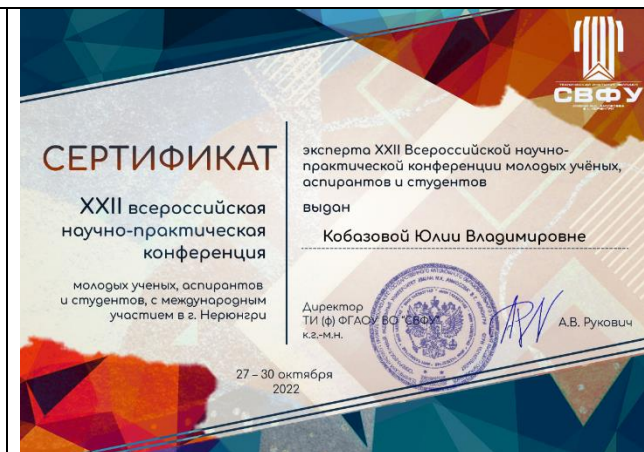 СВФУ
СЕРТИФИКАТ
XXII всероссийская
научно-практическая
конференция
молодых ученых, аспирантов
и студентов, с международным
участием в г. Нерюнгри
эксперта XXII Всероссийской научно-
практической конференции молодых учёных,
аспирантов и студентов
выдан
Кобазовой Юлии Владимировне
Директор
ТИ (ф) ФГАОУ ВО "СВФУ",
к.г.-м.н.
А.В. Рукович
27 – 30 октября
2022